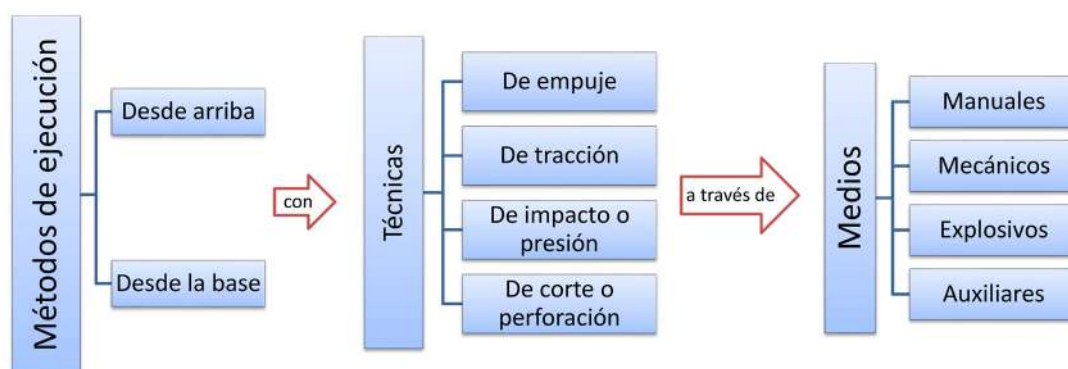 Métodos de ejecución
Desde arriba
Desde la base
con
Técnicas
De empuje
De tracción
De impacto o
presión
De corte o
perforación
a través de
Medios
Manuales
Mecánicos
Explosivos
Auxiliares